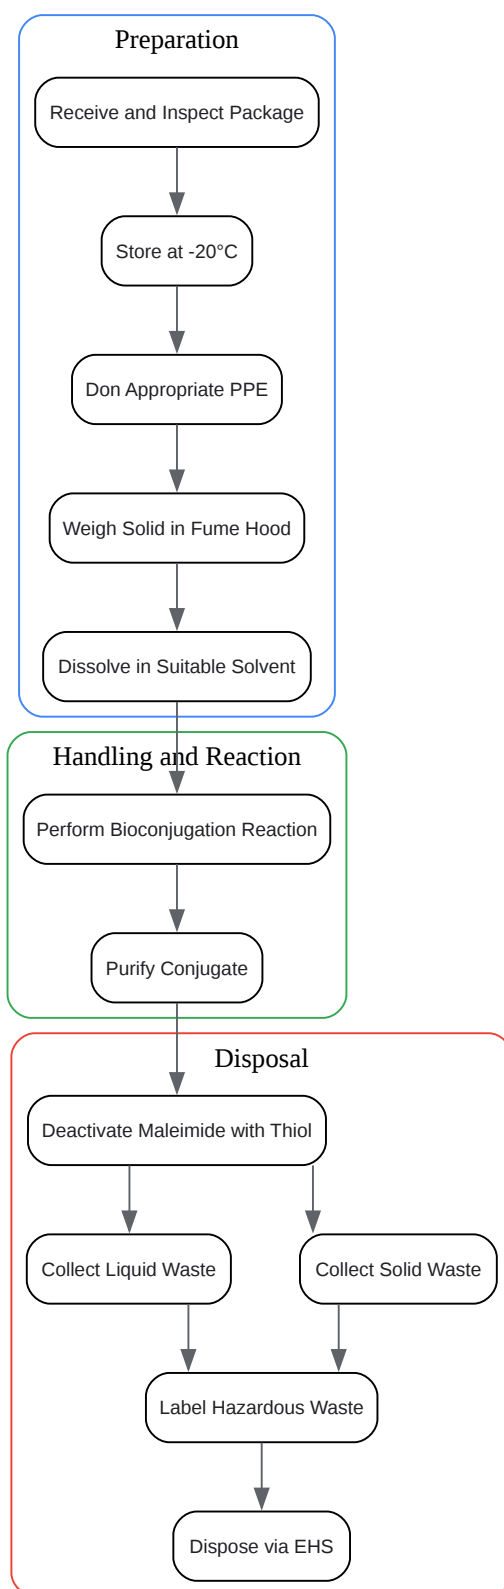 Preparation
Receive and Inspect Package
Store at -20°C
Don Appropriate PPE
Weigh Solid in Fume Hood
Dissolve in Suitable Solvent
Handling and Reaction
Perform Bioconjugation Reaction
Purify Conjugate
Disposal
Deactivate Maleimide with Thiol
Collect Liquid Waste
Collect Solid Waste
Label Hazardous Waste
Dispose via EHS